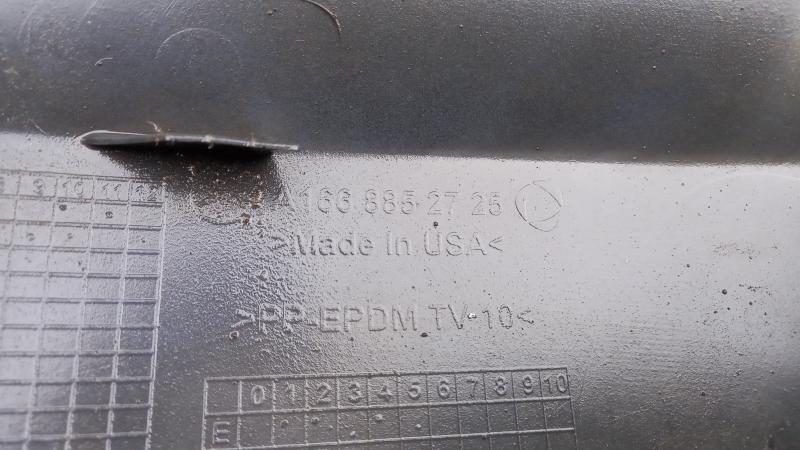 9 10 11 12
A166 885 27 25
>Made In USA<
>PP-EPDM TV-10<
0 1 2 3 4 5 6 7 8 9 10
E